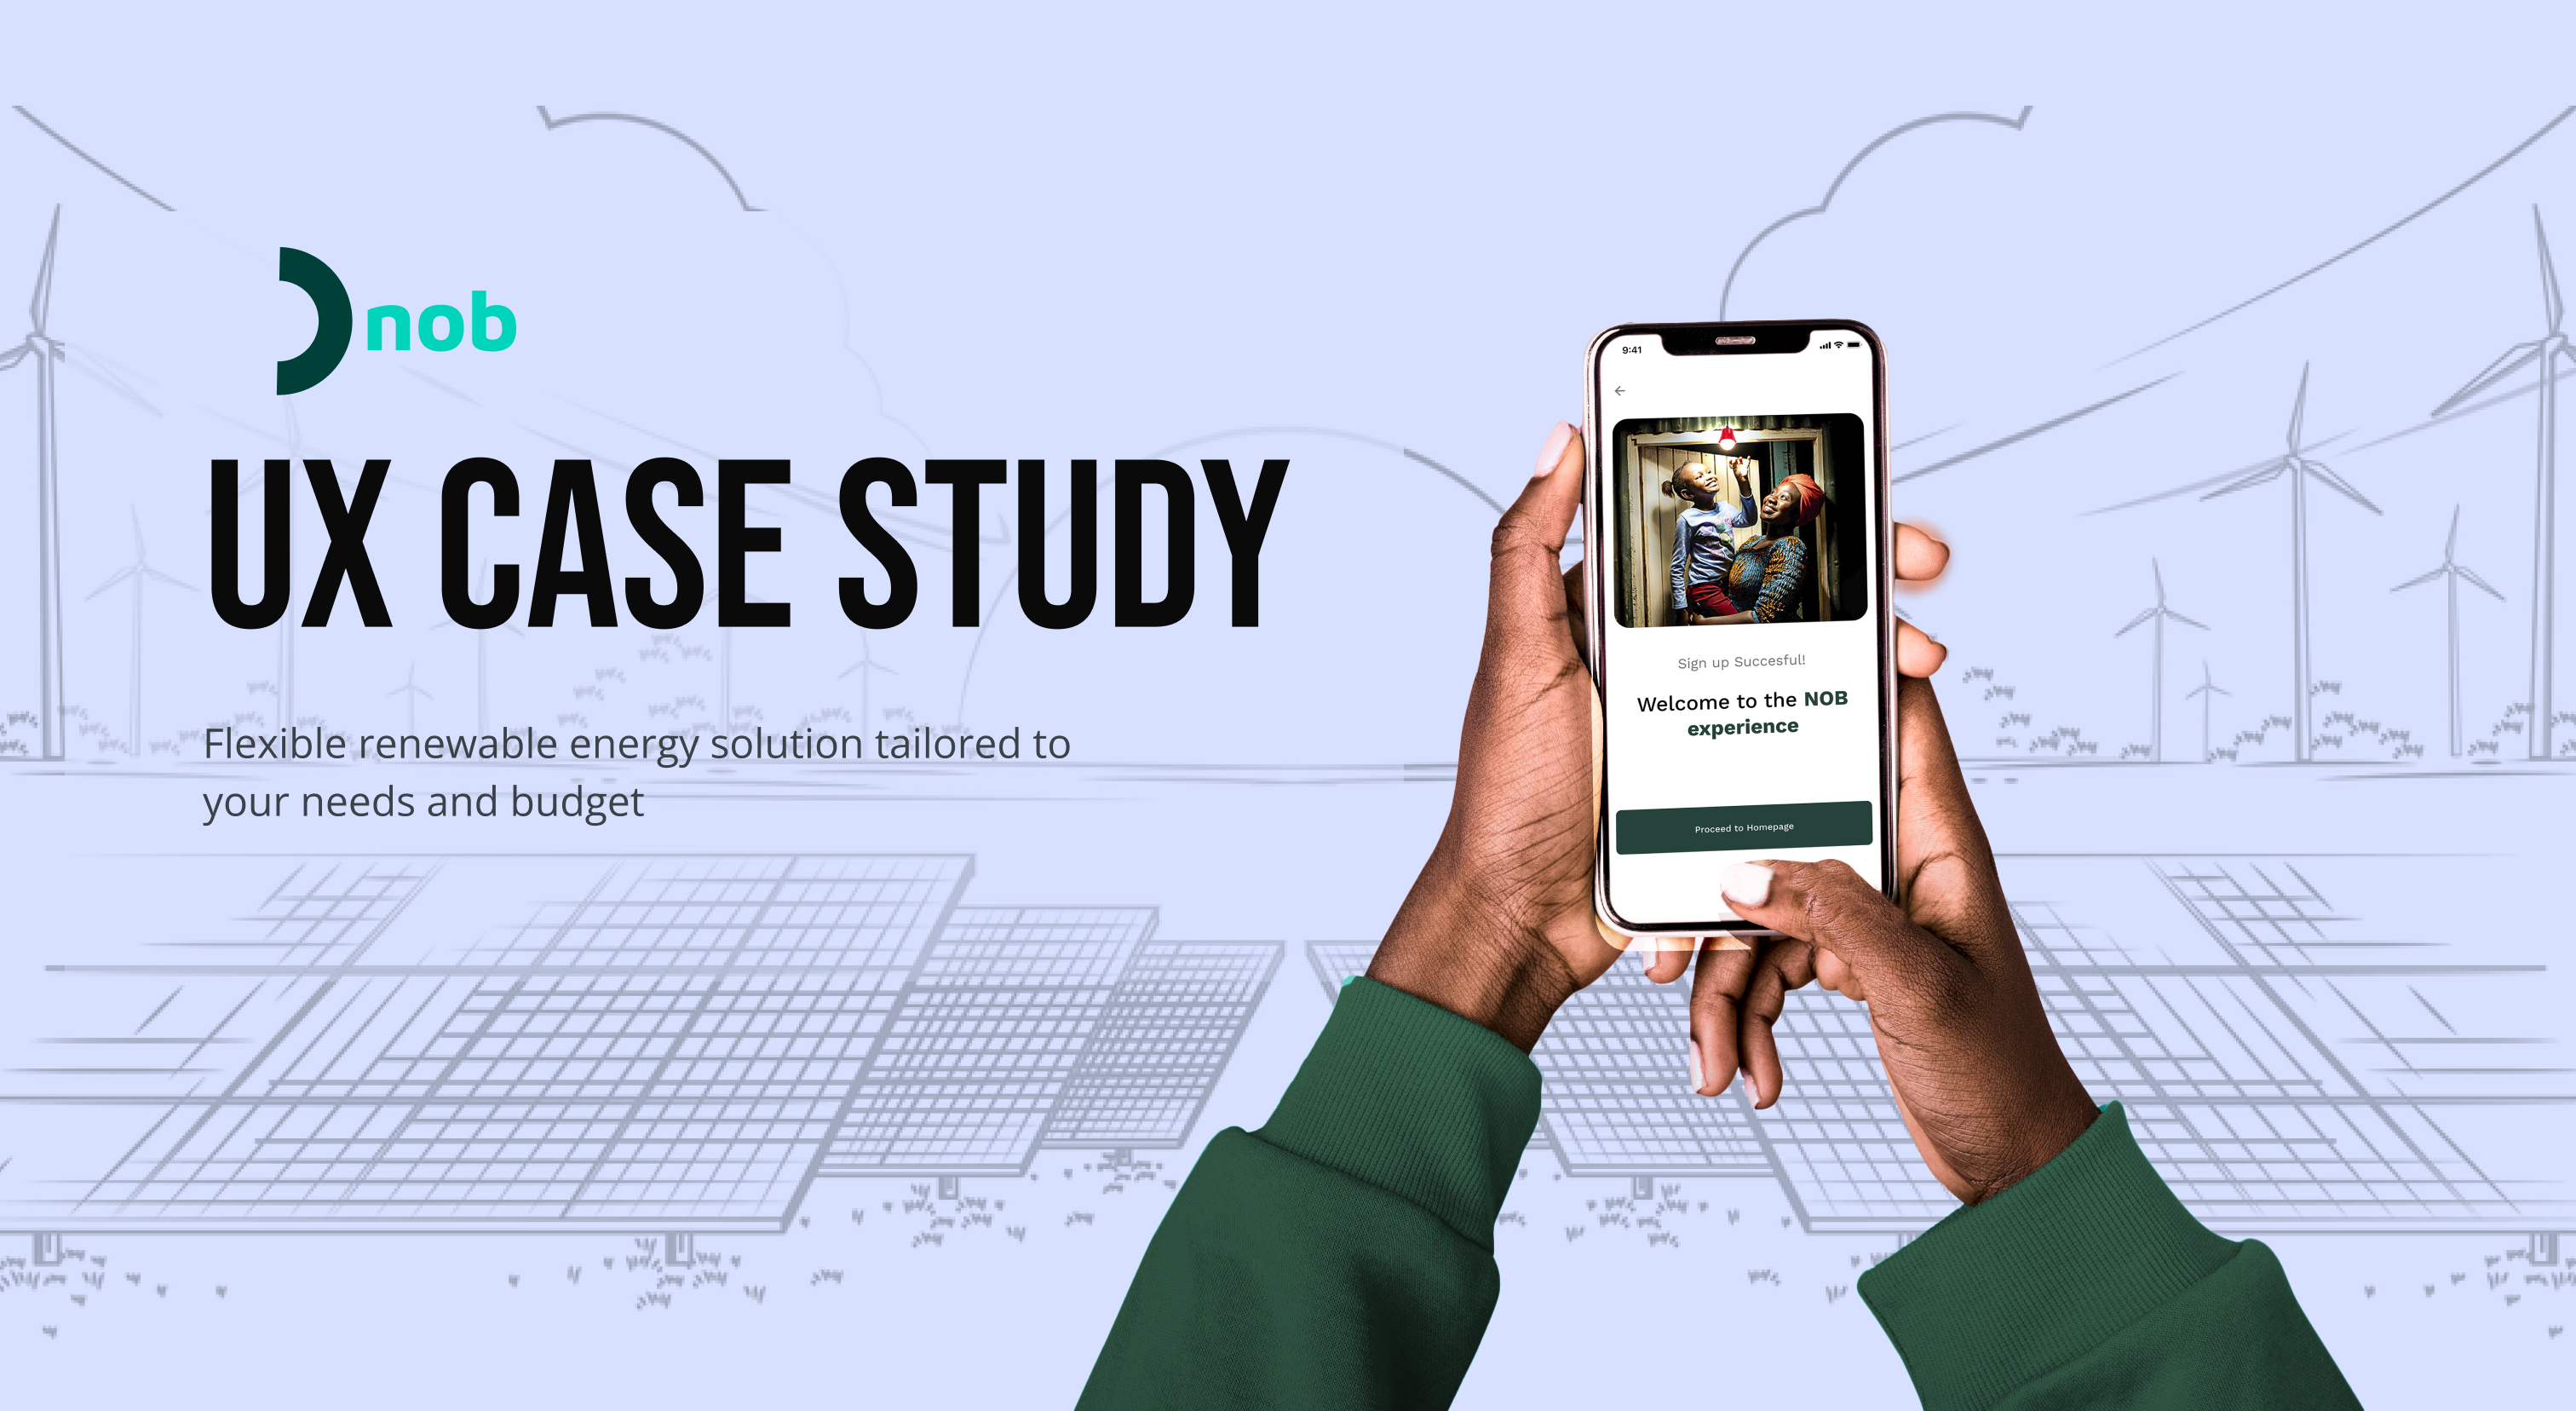 nob
UX CASE STUDY
Flexible renewable energy solution tailored to
your needs and budget
9:41
Sign up Succesful!
Welcome to the NOB
experience
Proceed to Homepage